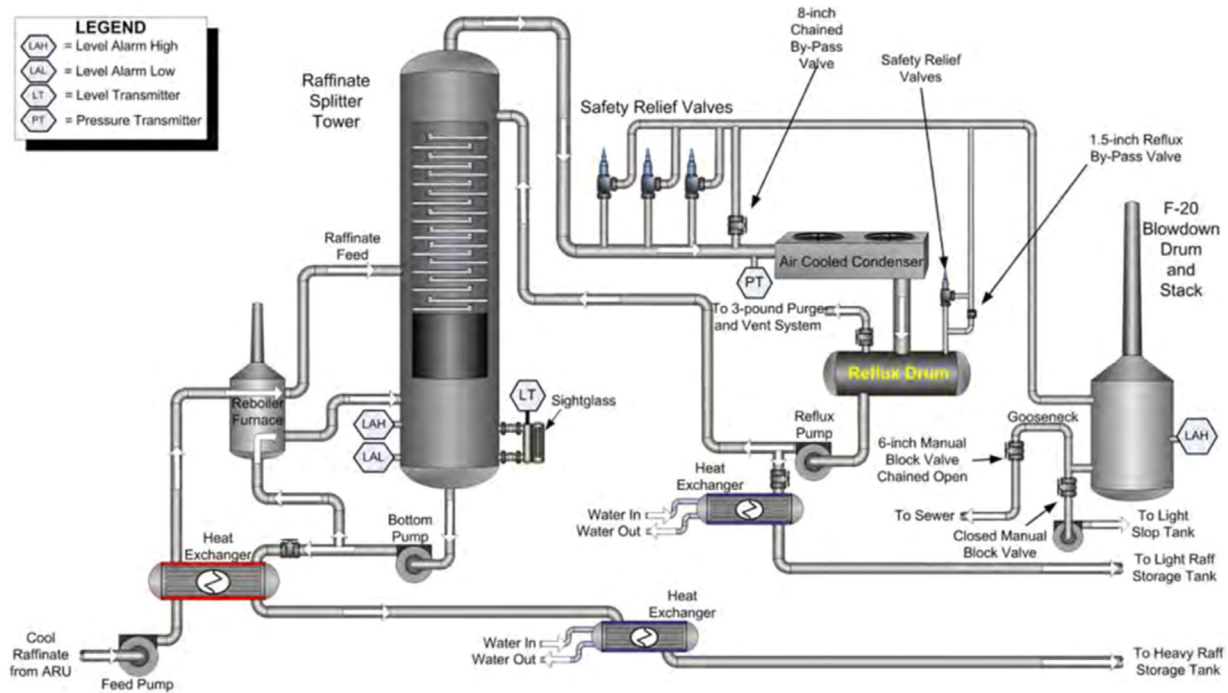 LEGEND
LAH = Level Alarm High
LAL = Level Alarm Low
LT = Level Transmitter
PT = Pressure Transmitter
Raffinate
Splitter
Tower
8-inch
Chained
By-Pass
Valve
Safety Relief
Valves
Safety Relief Valves
1.5-inch Reflux
By-Pass Valve
F-20
Blowdown
Drum
and
Stack
Raffinate
Feed
Air Cooled Condenser
PT
To 3-pound Purge
and Vent System
Reflux Drum
Reboiler
Furnace
LT
Sightglass
LAH
LAL
Reflux
Pump
Gooseneck
6-inch Manual
Block Valve
Chained Open
LAH
Heat
Exchanger
Water In
Water Out
To Sewer
Closed Manual
Block Valve
To Light
Slop Tank
Bottom
Pump
Heat
Exchanger
To Light Raff
Storage Tank
Heat
Exchanger
Water In
Water Out
Cool
Raffinate
from ARU
Feed Pump
To Heavy Raff
Storage Tank